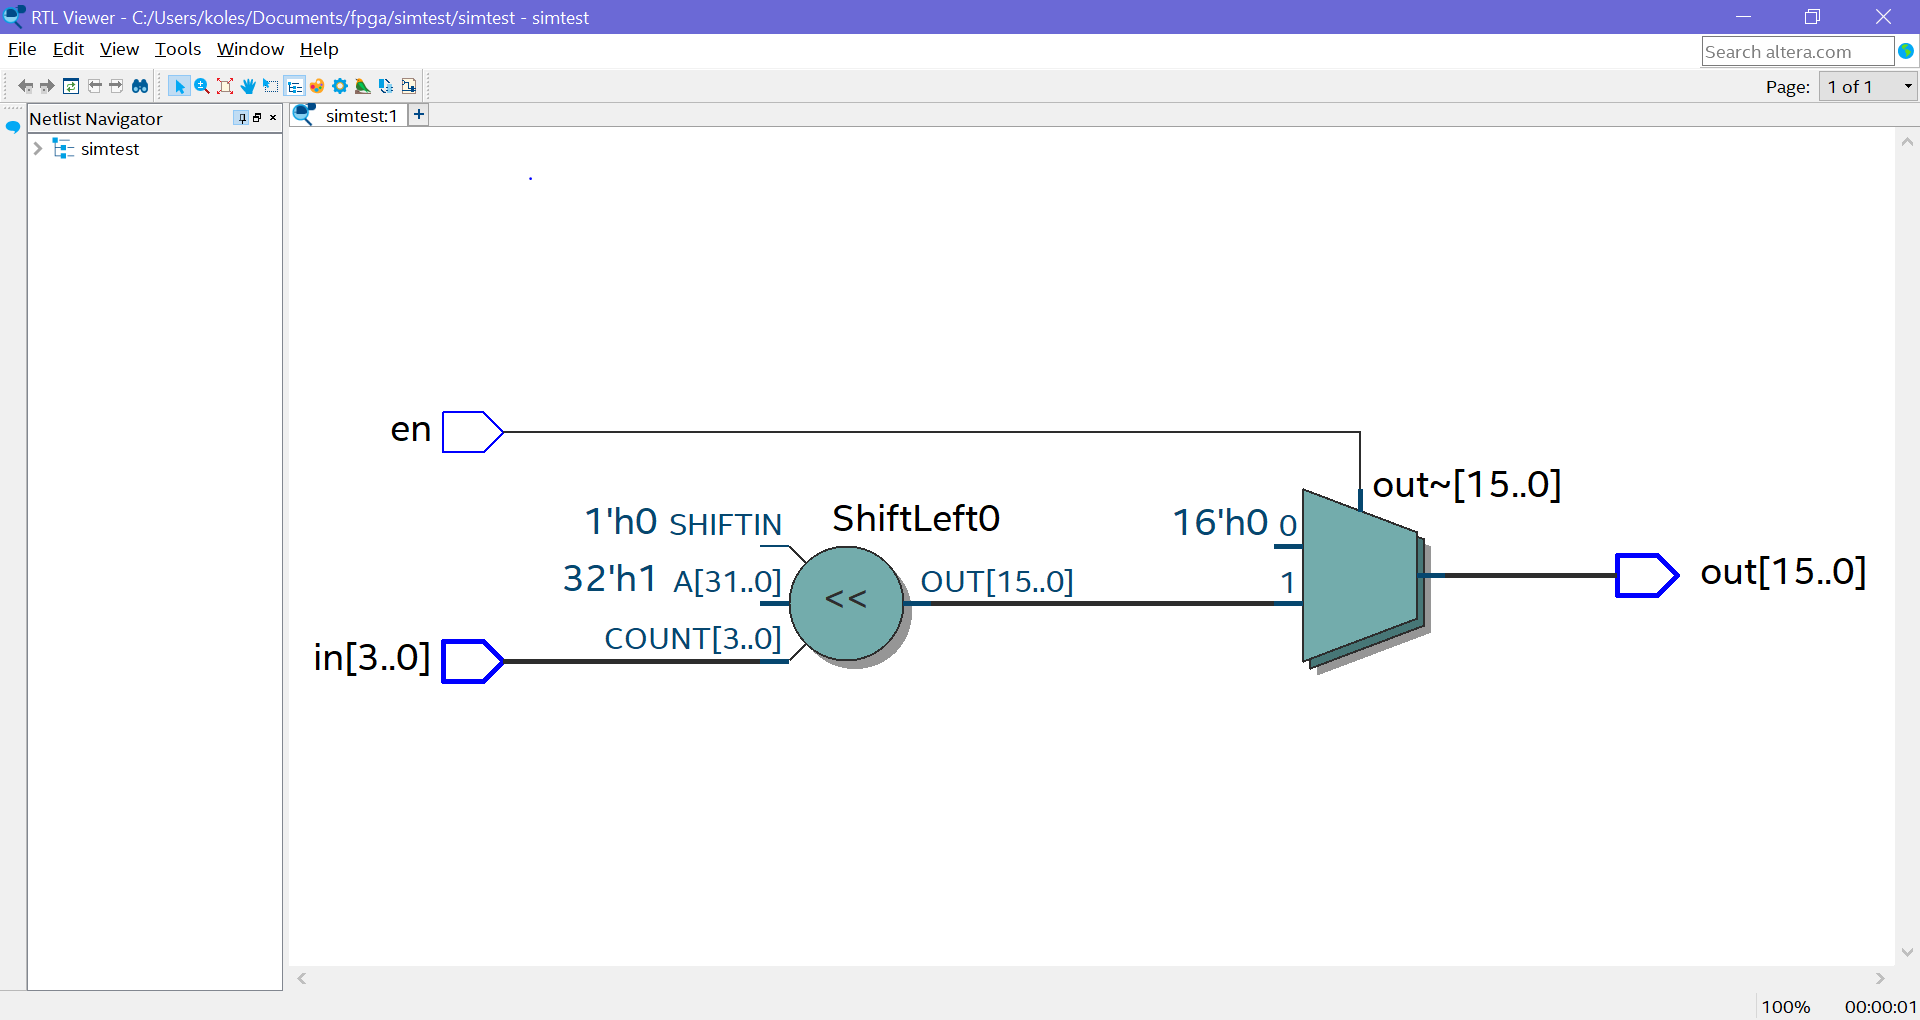 RTL Viewer - C:/Users/koles/Documents/fpga/simtest/simtest - simtest
File Edit View Tools Window Help
Search altera.com
Page: 1 of 1
Netlist Navigator
simtest:1 +
simtest
en
out~[15..0]
1'h0 SHIFTIN
ShiftLeft0
16'h0 0
32'h1 A[31..0]
<<
OUT[15..0]
1
out[15..0]
COUNT[3..0]
in[3..0]
100% 00:00:01